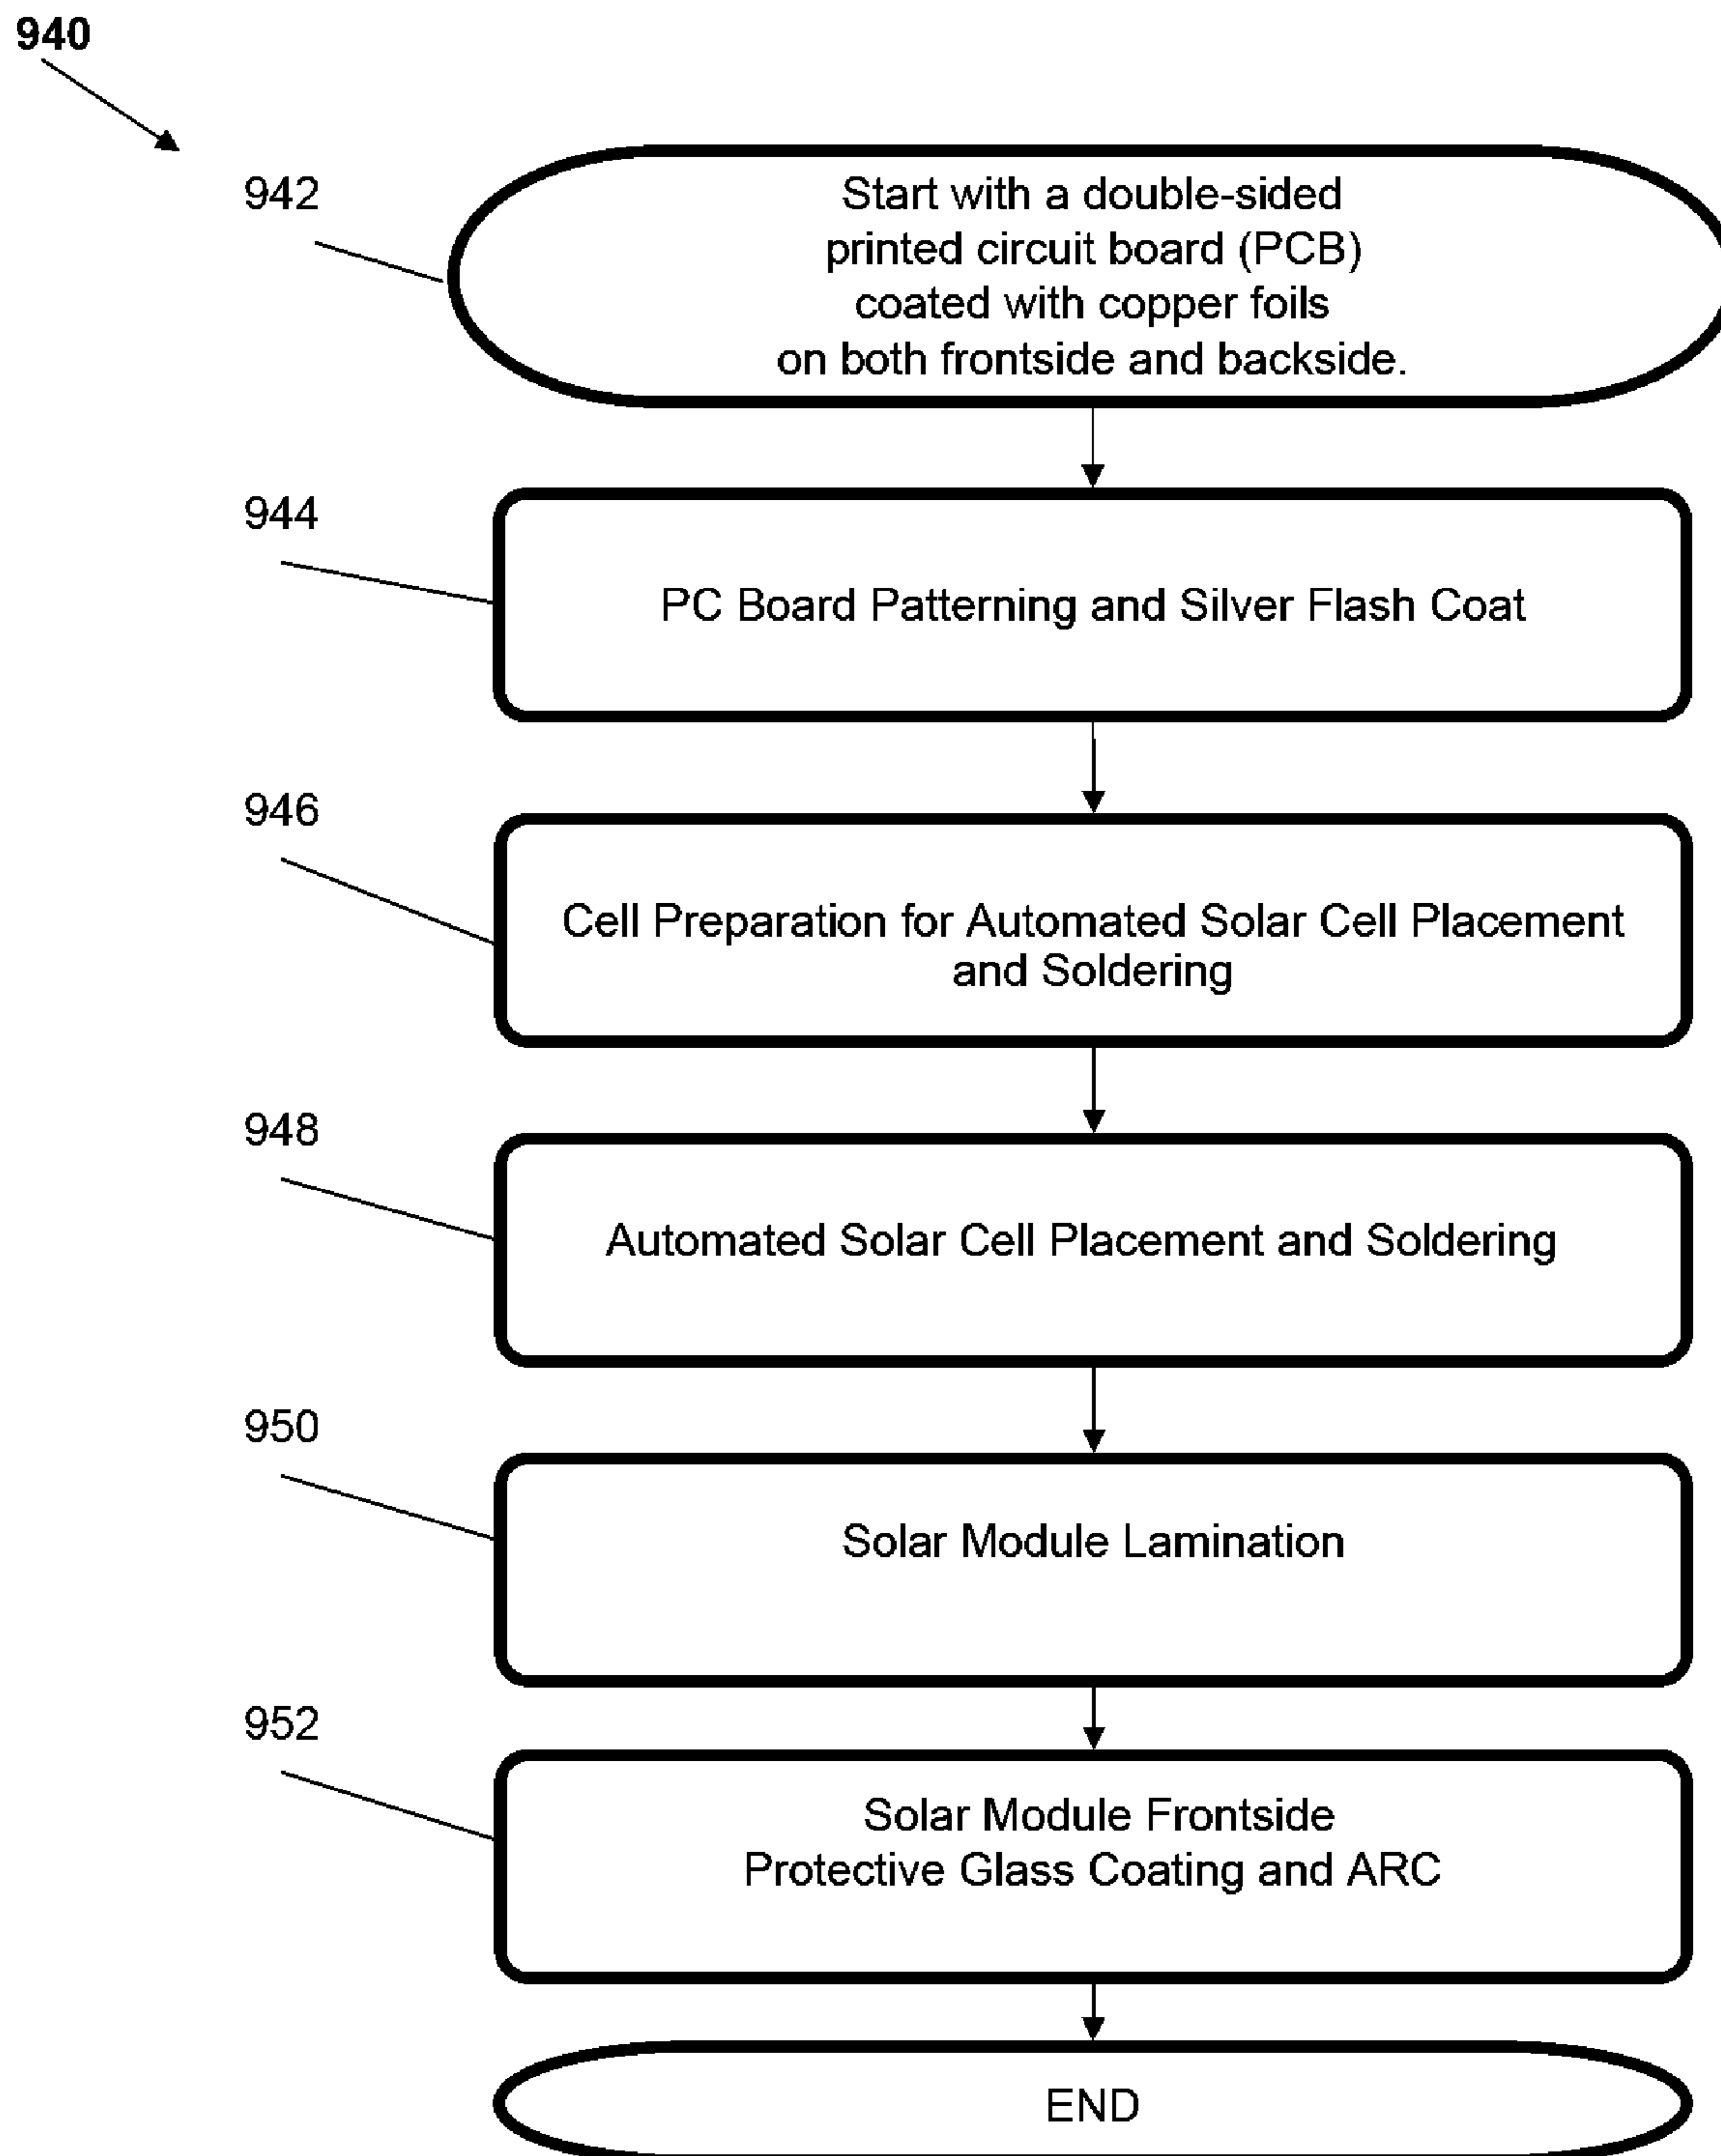 940
942
Start with a double-sided
printed circuit board (PCB)
coated with copper foils
on both frontside and backside.
944
PC Board Patterning and Silver Flash Coat
946
Cell Preparation for Automated Solar Cell Placement
and Soldering
948
Automated Solar Cell Placement and Soldering
950
Solar Module Lamination
952
Solar Module Frontside
Protective Glass Coating and ARC
END